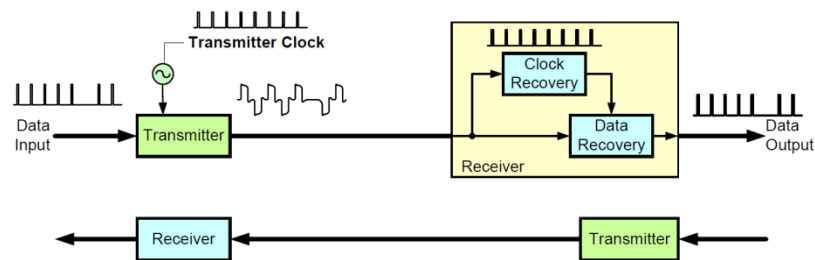 Transmitter Clock
Clock
Recovery
Data
Input
Transmitter
Data
Recovery
Data
Output
Receiver
Receiver
Transmitter